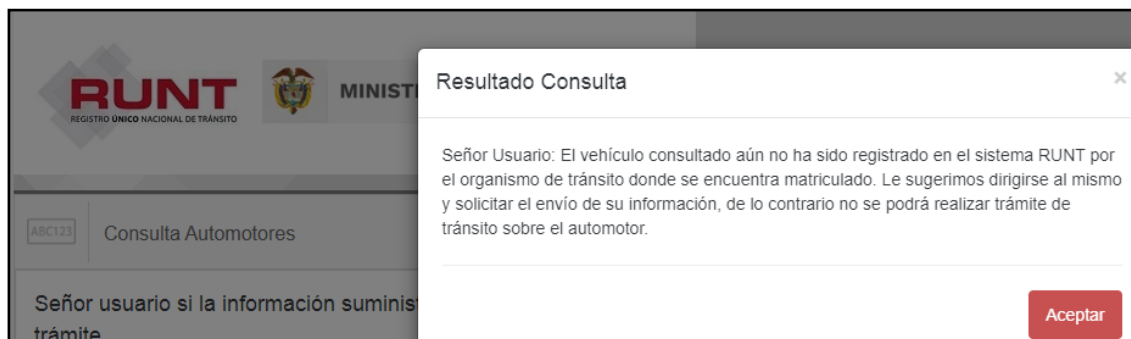 RUNT
REGISTRO ÚNICO NACIONAL DE TRÁNSITO
MINIST
Resultado Consulta
×
Señor Usuario: El vehículo consultado aún no ha sido registrado en el sistema RUNT por
el organismo de tránsito donde se encuentra matriculado. Le sugerimos dirigirse al mismo
y solicitar el envío de su información, de lo contrario no se podrá realizar trámite de
tránsito sobre el automotor.
ABC123
Consulta Automotores
Señor usuario si la información suminist
trámite
Aceptar